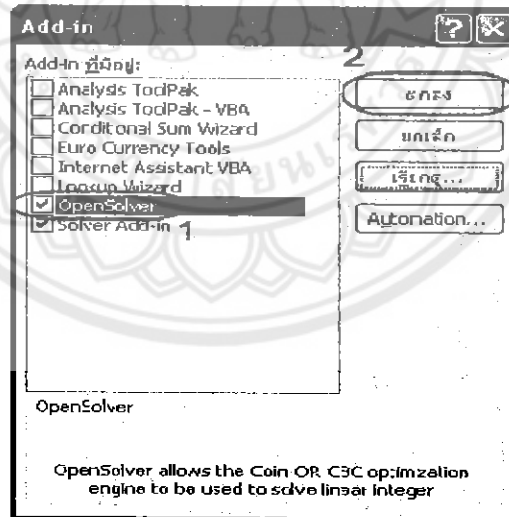 Add-in
2
Add-in ที่มีอยู่:
Analysis ToolPak
Analysis ToolPak - VBA
Conditional Sum Wizard
Euro Currency Tools
Internet Assistant VBA
Lookup Wizard
OpenSolver
Solver Add-in 1
ตกลง
ยกเลิก
เรียกดู...
Automation...
OpenSolver
OpenSolver allows the Coin OR CBC optimzation
engine to be used to solve linear integer